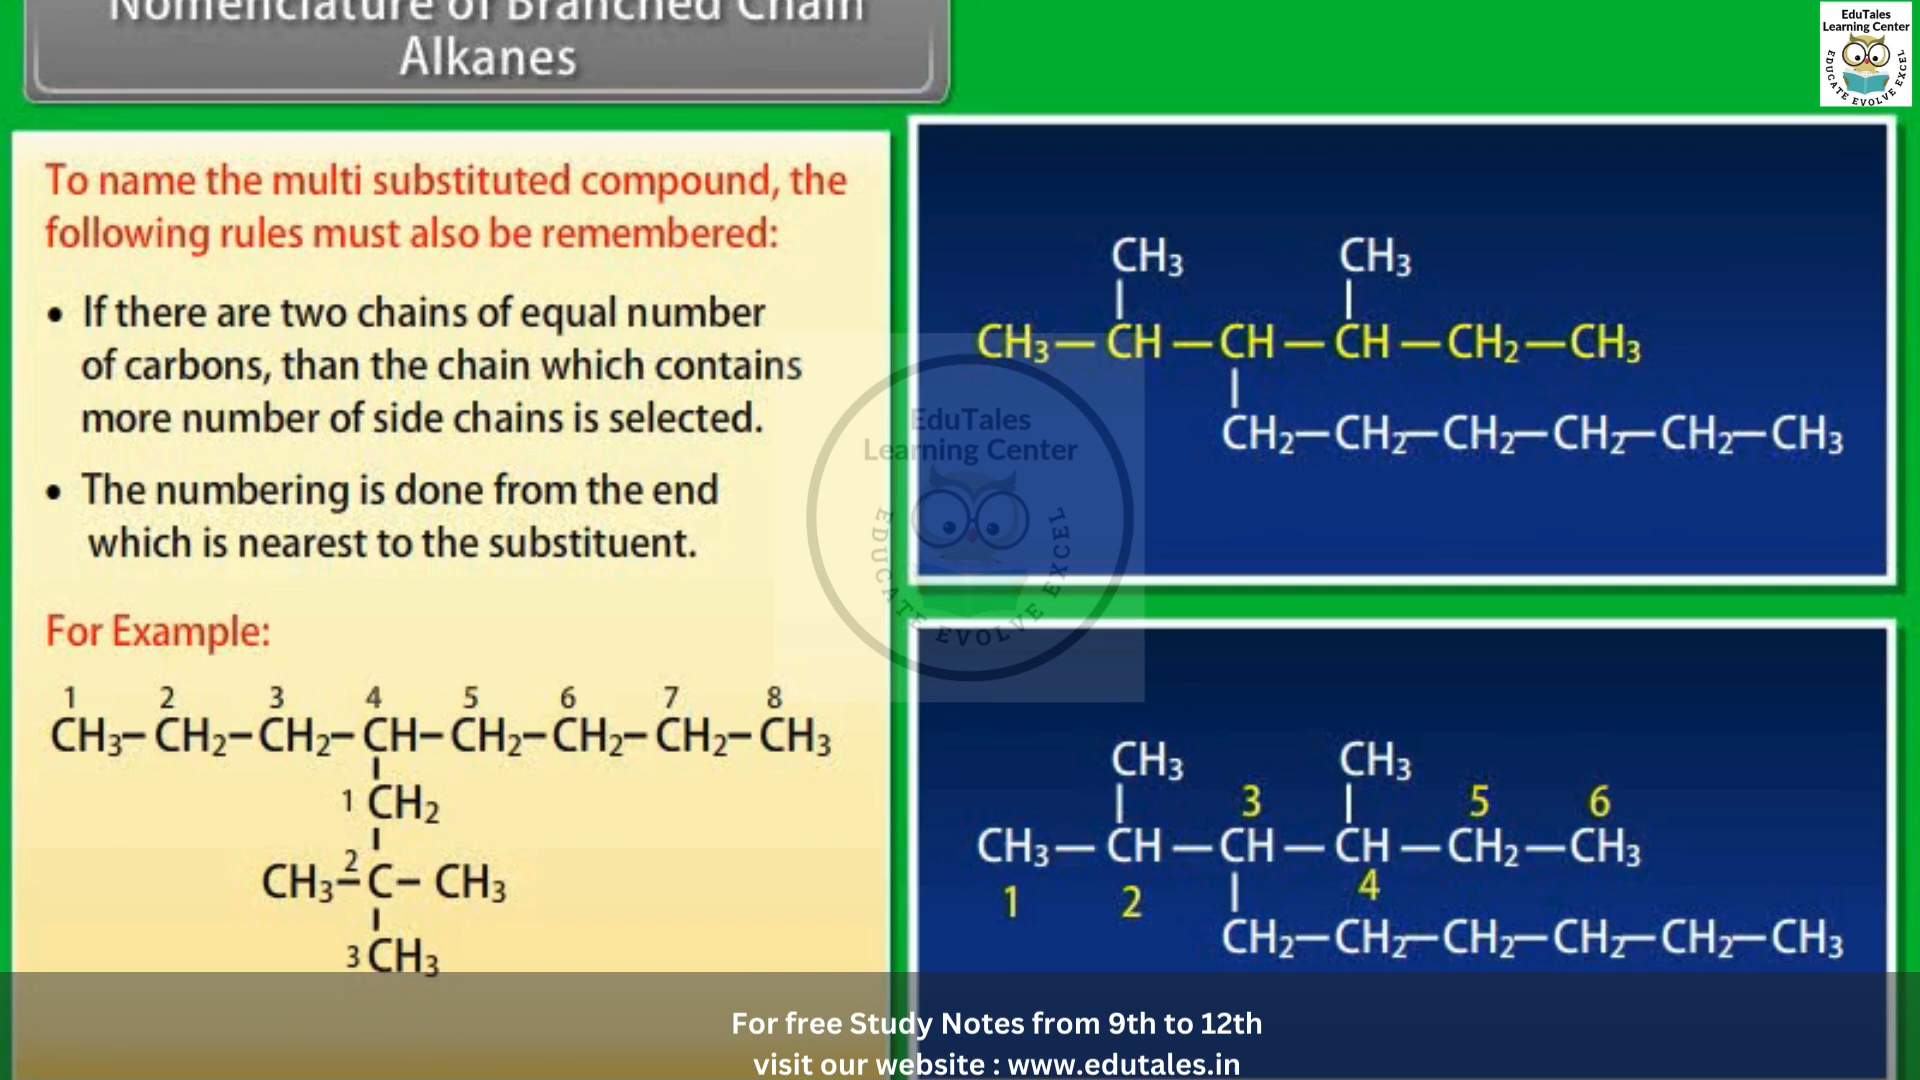 Nomenclature of Branched Chain
Alkanes
EduTales
Learning Center
EDUCATE EVOLVE EXCEL
To name the multi substituted compound, the
following rules must also be remembered:
• If there are two chains of equal number
of carbons, than the chain which contains
more number of side chains is selected.
• The numbering is done from the end
which is nearest to the substituent.
For Example:
1 2 3 4 5 6 7 8
CH₃–CH₂–CH₂–CH–CH₂–CH₂–CH₂–CH₃
1 CH₂
CH₃–²C–CH₃
3 CH₃
CH₃ CH₃
CH₃—CH—CH—CH—CH₂—CH₃
CH₂—CH₂—CH₂—CH₂—CH₂—CH₃
EduTales
Learning Center
EDUCATE EVOLVE EXCEL
CH₃ CH₃
3 5 6
CH₃—CH—CH—CH—CH₂—CH₃
1 2 4
CH₂—CH₂—CH₂—CH₂—CH₂—CH₃
For free Study Notes from 9th to 12th
visit our website : www.edutales.in